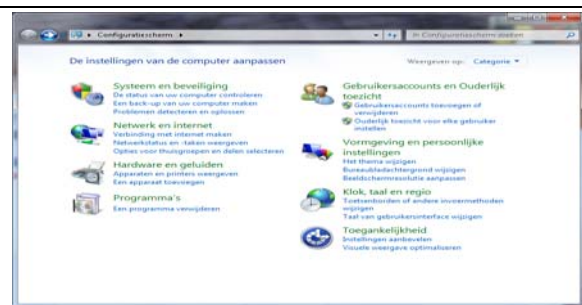 Configuratiescherm
Configuratiescherm zoeken
De instellingen van de computer aanpassen
Weergeven op: Categorie
Systeem en beveiliging
De status van uw computer controleren
Een back-up van uw computer maken
Problemen detecteren en oplossen
Netwerk en internet
Verbinding met internet maken
Netwerkstatus en -taken weergeven
Opties voor thuisgroepen en delen selecteren
Hardware en geluiden
Apparaten en printers weergeven
Een apparaat toevoegen
Programma's
Een programma verwijderen
Gebruikersaccounts en Ouderlijk
toezicht
Gebruikersaccounts toevoegen of
verwijderen
Ouderlijk toezicht voor elke gebruiker
instellen
Vormgeving en persoonlijke
instellingen
Het thema wijzigen
Bureaubladachtergrond wijzigen
Beeldschermresolutie aanpassen
Klok, taal en regio
Toetsenborden of andere invoermethoden
wijzigen
Taal van gebruikersinterface wijzigen
Toegankelijkheid
Instellingen aanbevelen
Visuele weergave optimaliseren